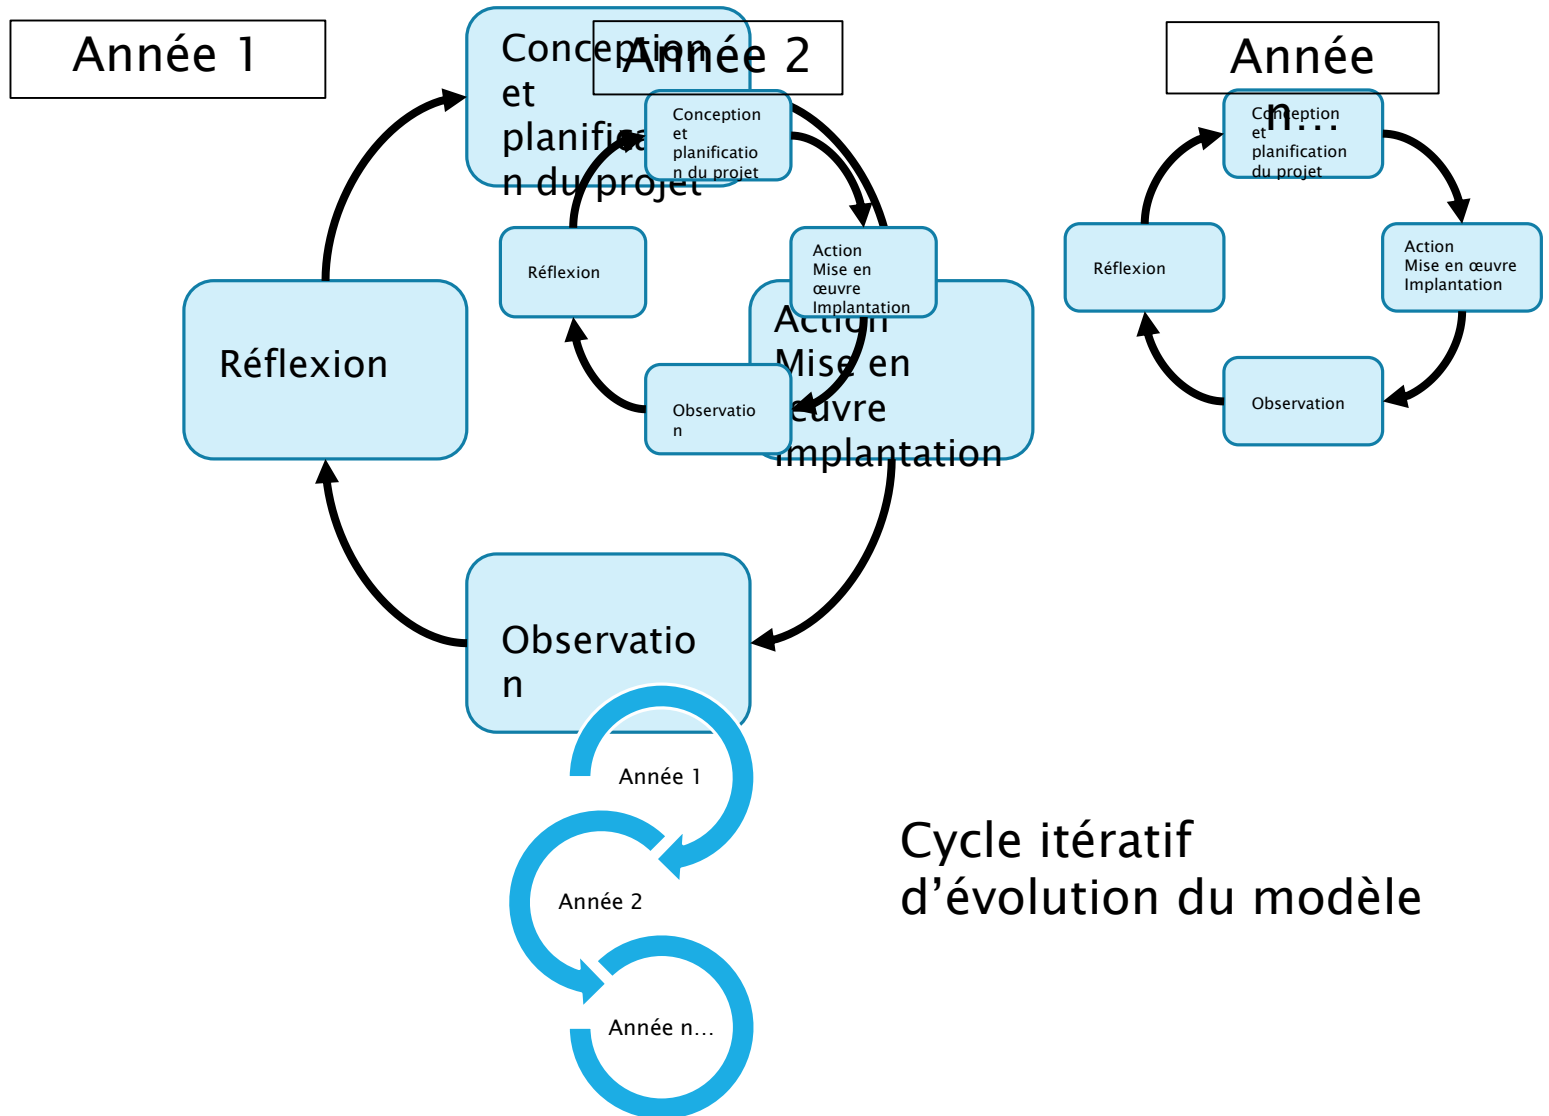 Année 1
Conception
et
planificatio
n du projet
Réflexion
Action
Mise en
œuvre
Implantation
Observatio
n
Année 2
Conception
et
planificatio
n du projet
Réflexion
Action
Mise en
œuvre
Implantation
Observatio
n
Année
n…
Conception
et
planification
du projet
Réflexion
Action
Mise en œuvre
Implantation
Observation
Année 1
Année 2
Année n…
Cycle itératif
d’évolution du modèle